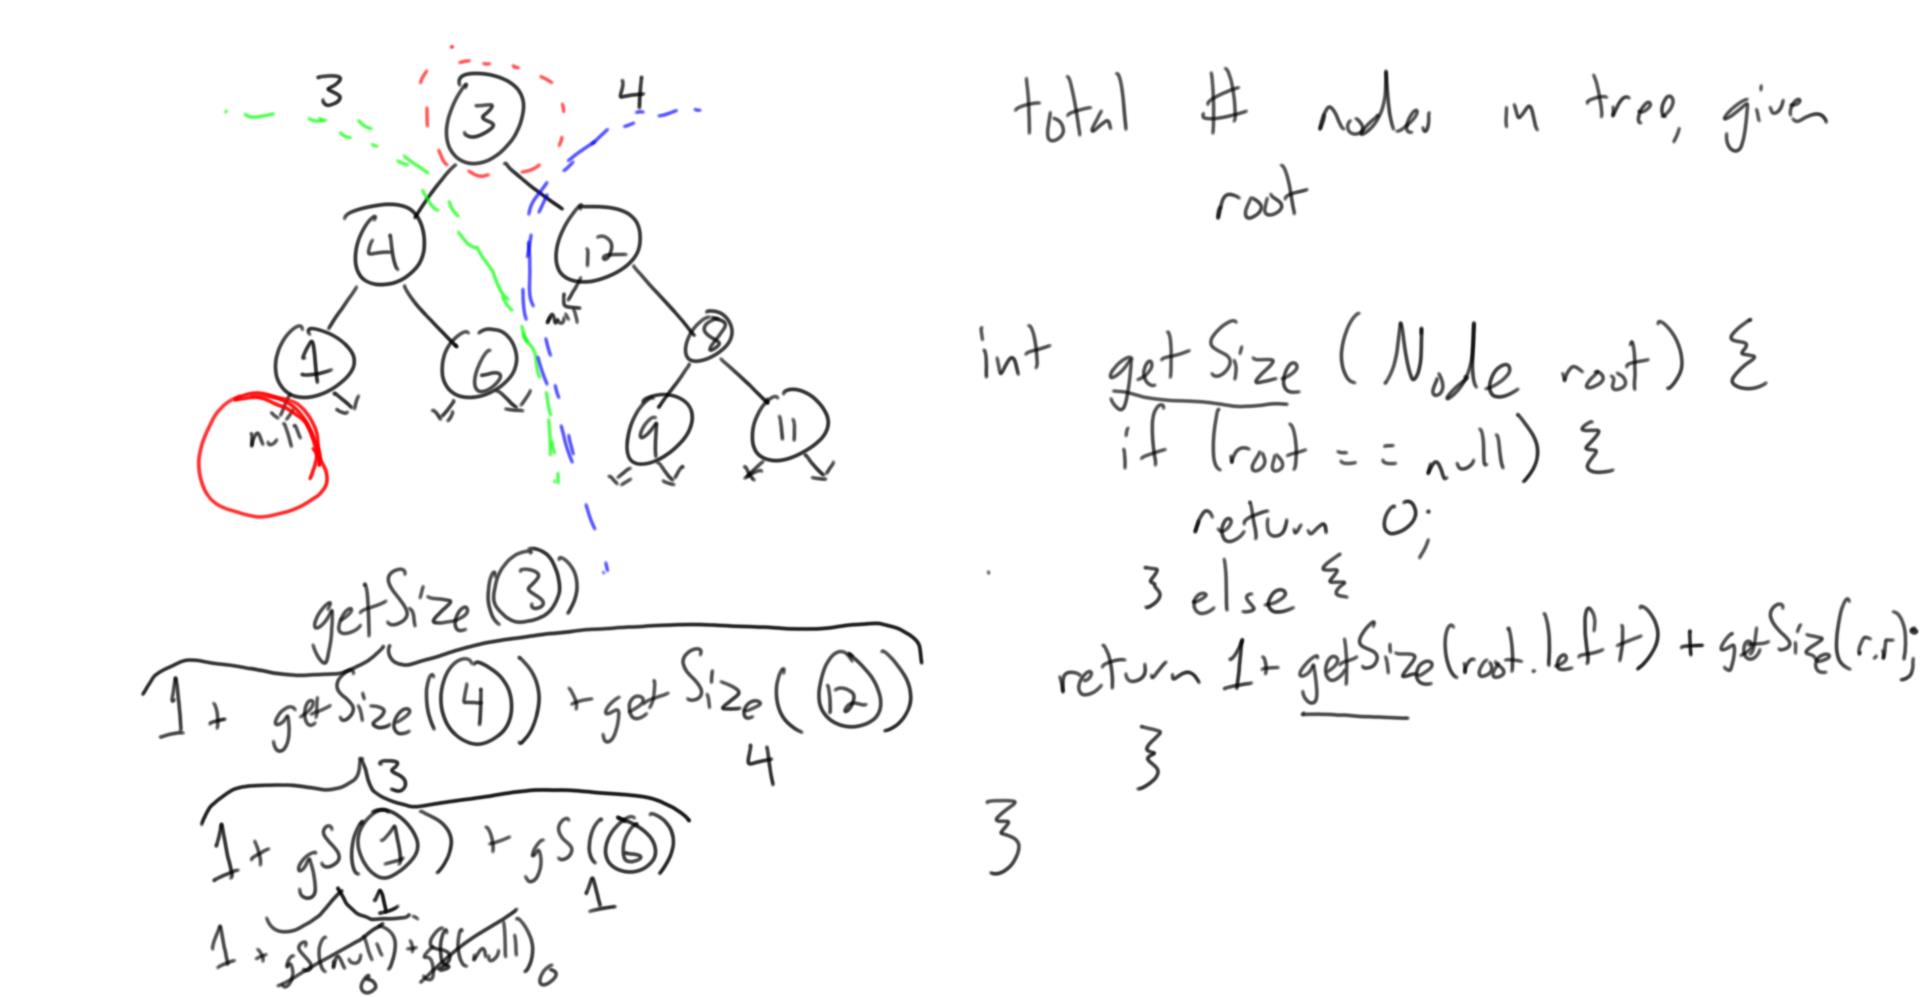 3
3
4
total # nodes in tree, given
root
4
12
null
1
6
8
null
9
11
int getSize (Node root) {
if (root == null) {
return 0;
} else {
return 1 + getSize(root.left) + getSize(r.r);
}
}
getSize(3)
1 + getSize(4) + getSize(12)
3
4
1 + gS(1) + gS(6)
1
1
1 + gS(null) + gS(null)
0
0